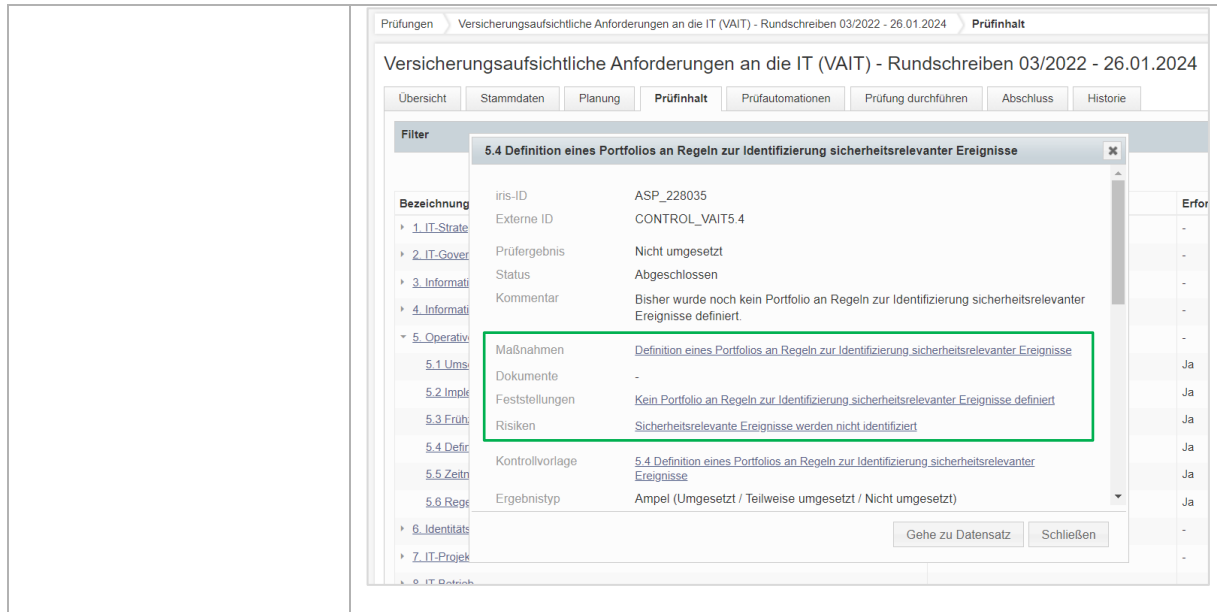 Prüfungen Versicherungsaufsichtliche Anforderungen an die IT (VAIT) - Rundschreiben 03/2022 - 26.01.2024 Prüfinhalt
Versicherungsaufsichtliche Anforderungen an die IT (VAIT) - Rundschreiben 03/2022 - 26.01.2024
Übersicht Stammdaten Planung Prüfinhalt Prüfautomationen Prüfung durchführen Abschluss Historie
Filter
5.4 Definition eines Portfolios an Regeln zur Identifizierung sicherheitsrelevanter Ereignisse
iris-ID ASP_228035
Bezeichnung Erfor
Externe ID CONTROL_VAIT5.4
1. IT-Strate -
2. IT-Gover Prüfergebnis Nicht umgesetzt -
3. Informati Status Abgeschlossen -
4. Informati Kommentar Bisher wurde noch kein Portfolio an Regeln zur Identifizierung sicherheitsrelevanter -
Ereignisse definiert.
5. Operativ -
Maßnahmen Definition eines Portfolios an Regeln zur Identifizierung sicherheitsrelevanter Ereignisse
5.1 Ums Ja
Dokumente -
5.2 Imple Ja
Feststellungen Kein Portfolio an Regeln zur Identifizierung sicherheitsrelevanter Ereignisse definiert
5.3 Früh Ja
Risiken Sicherheitsrelevante Ereignisse werden nicht identifiziert
5.4 Defir Ja
Kontrollvorlage 5.4 Definition eines Portfolios an Regeln zur Identifizierung sicherheitsrelevanter
Ereignisse
5.5 Zeitn Ja
5.6 Rege Ergebnistyp Ampel (Umgesetzt / Teilweise umgesetzt / Nicht umgesetzt) Ja
6. Identitäts -
Gehe zu Datensatz Schließen
7. IT-Projek -
8. IT-Betrieb